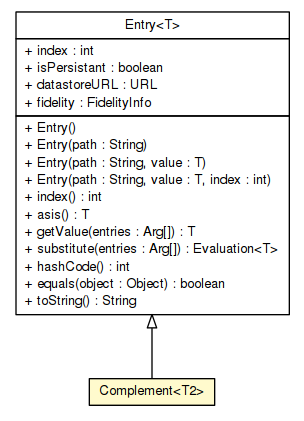 Entry<T>
+ index : int
+ isPersistant : boolean
+ datastoreURL : URL
+ fidelity : FidelityInfo
+ Entry()
+ Entry(path : String)
+ Entry(path : String, value : T)
+ Entry(path : String, value : T, index : int)
+ index() : int
+ asis() : T
+ getValue(entries : Arg[]) : T
+ substitute(entries : Arg[]) : Evaluation<T>
+ hashCode() : int
+ equals(object : Object) : boolean
+ toString() : String
Complement<T2>